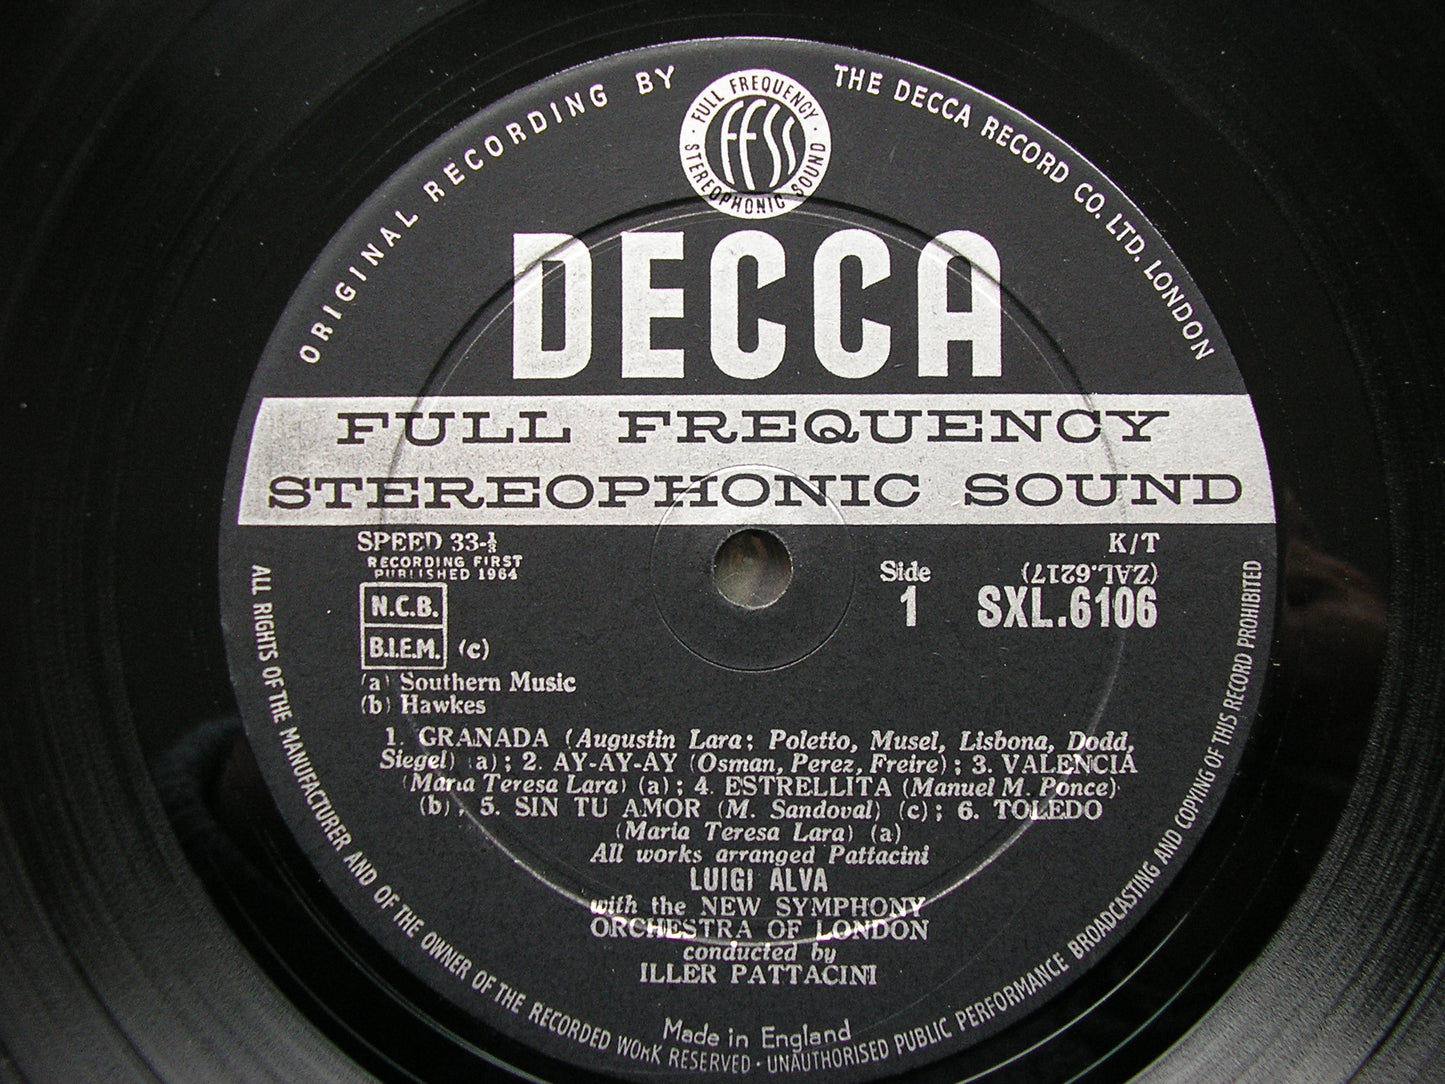 ORIGINAL RECORDING BY THE DECCA RECORD CO. LTD. LONDON
· FULL FREQUENCY · STEREOPHONIC SOUND
FFSS
DECCA
FULL FREQUENCY
STEREOPHONIC SOUND
SPEED 33-⅓
RECORDING FIRST
PUBLISHED 1964
K/T
(ZAL.6217)
Side
1
SXL.6106
N.C.B.
B.I.E.M. (c)
(a) Southern Music
(b) Hawkes
1. GRANADA (Augustin Lara; Poletto, Musel, Lisbona, Dodd,
Siegel) (a); 2. AY-AY-AY (Osman, Perez, Freire); 3. VALENCIA
(Maria Teresa Lara) (a); 4. ESTRELLITA (Manuel M. Ponce)
(b); 5. SIN TU AMOR (M. Sandoval) (c); 6. TOLEDO
(Maria Teresa Lara) (a)
All works arranged Pattacini
LUIGI ALVA
with the NEW SYMPHONY
ORCHESTRA OF LONDON
conducted by
ILLER PATTACINI
Made in England
ALL RIGHTS OF THE MANUFACTURER AND OF THE OWNER OF THE RECORDED WORK RESERVED · UNAUTHORISED PUBLIC PERFORMANCE BROADCASTING AND COPYING OF THIS RECORD PROHIBITED